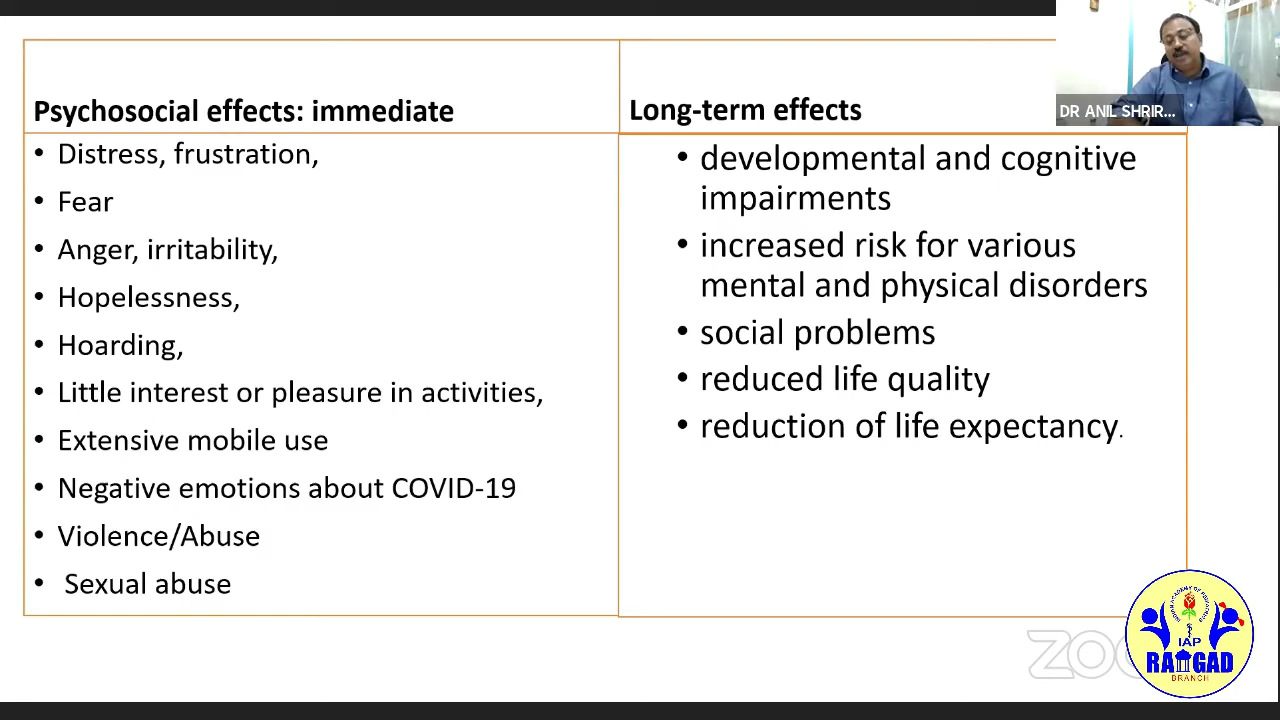 Psychosocial effects: immediate
• Distress, frustration,
• Fear
• Anger, irritability,
• Hopelessness,
• Hoarding,
• Little interest or pleasure in activities,
• Extensive mobile use
• Negative emotions about COVID-19
• Violence/Abuse
• Sexual abuse
Long-term effects
• developmental and cognitive
impairments
• increased risk for various
mental and physical disorders
• social problems
• reduced life quality
• reduction of life expectancy.
DR ANIL SHRIR...
IAP
RAIGAD
BRANCH